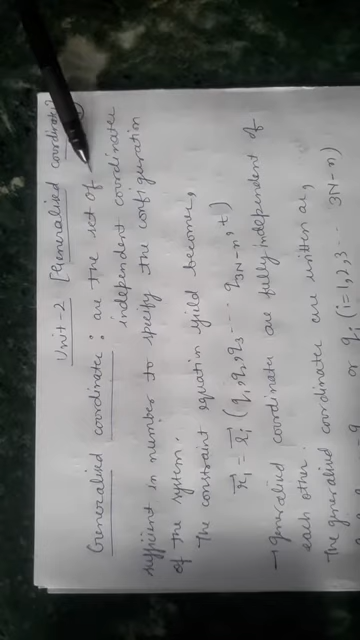 Unit-2 [Generalised coordinate]
Generalised coordinate : are the set of
independent coordinates
sufficient in number to specify the configuration
of the system.
The constraint equation yield becomes,
r⃗i = r⃗i (q1, q2, q3, .... q3N-n, t)
→ generalised coordinate are fully independent of
each other.
The generalised coordinates are written as,
or qi (i=1,2,3... 3N-n)